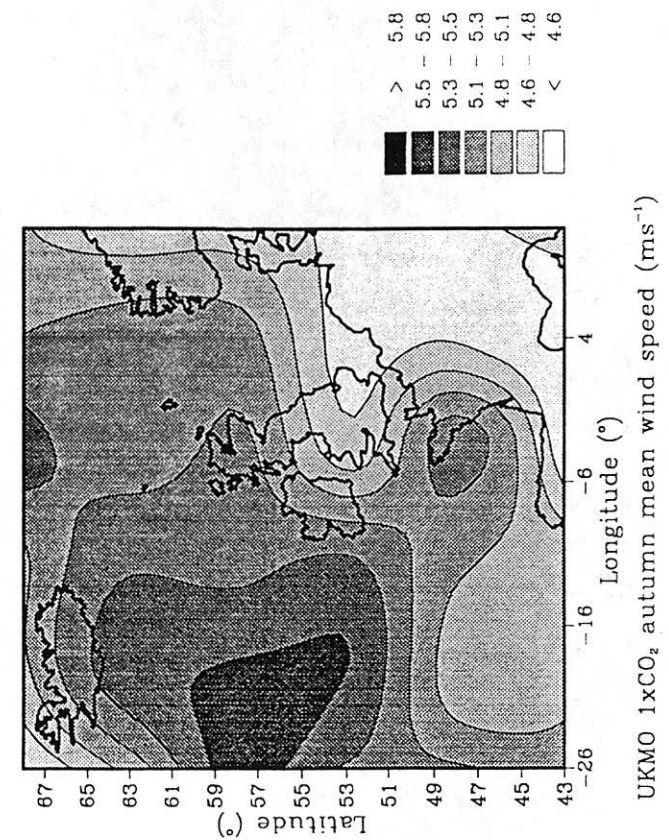 > 5.8
5.5 – 5.8
5.3 – 5.5
5.1 – 5.3
4.8 – 5.1
4.6 – 4.8
< 4.6
Latitude (°)
67
65
63
61
59
57
55
53
51
49
47
45
43
-26
-16
-6
4
Longitude (°)
UKMO 1xCO₂ autumn mean wind speed (ms⁻¹)